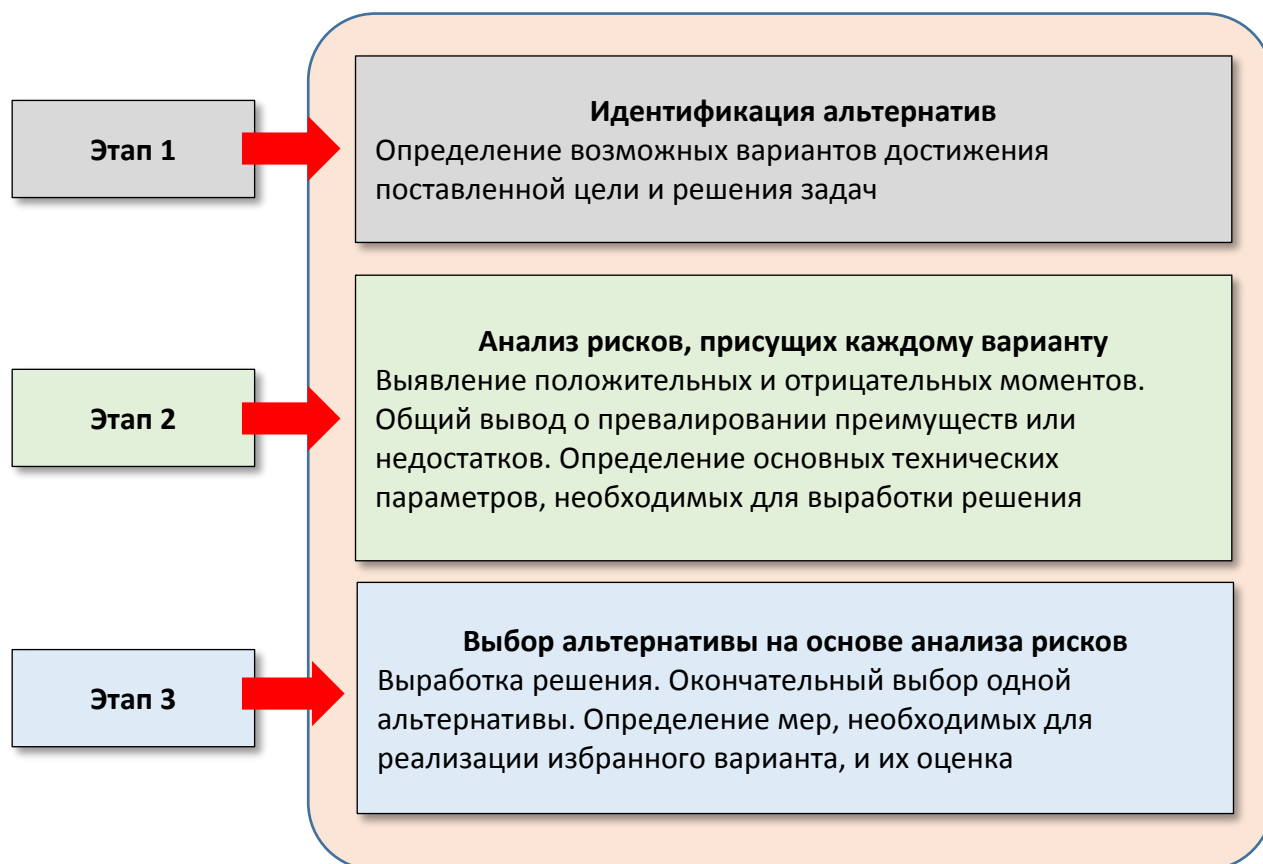 Этап 1
Идентификация альтернатив
Определение возможных вариантов достижения
поставленной цели и решения задач
Этап 2
Анализ рисков, присущих каждому варианту
Выявление положительных и отрицательных моментов.
Общий вывод о превалировании преимуществ или
недостатков. Определение основных технических
параметров, необходимых для выработки решения
Этап 3
Выбор альтернативы на основе анализа рисков
Выработка решения. Окончательный выбор одной
альтернативы. Определение мер, необходимых для
реализации избранного варианта, и их оценка